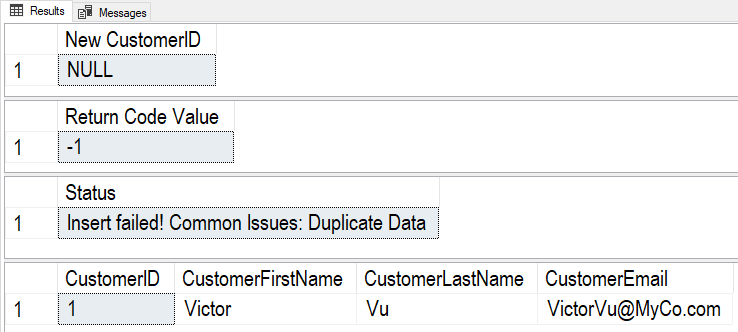 Results Messages
New CustomerID
1 NULL
Return Code Value
1 -1
Status
1 Insert failed! Common Issues: Duplicate Data
CustomerID CustomerFirstName CustomerLastName CustomerEmail
1 1 Victor Vu VictorVu@MyCo.com